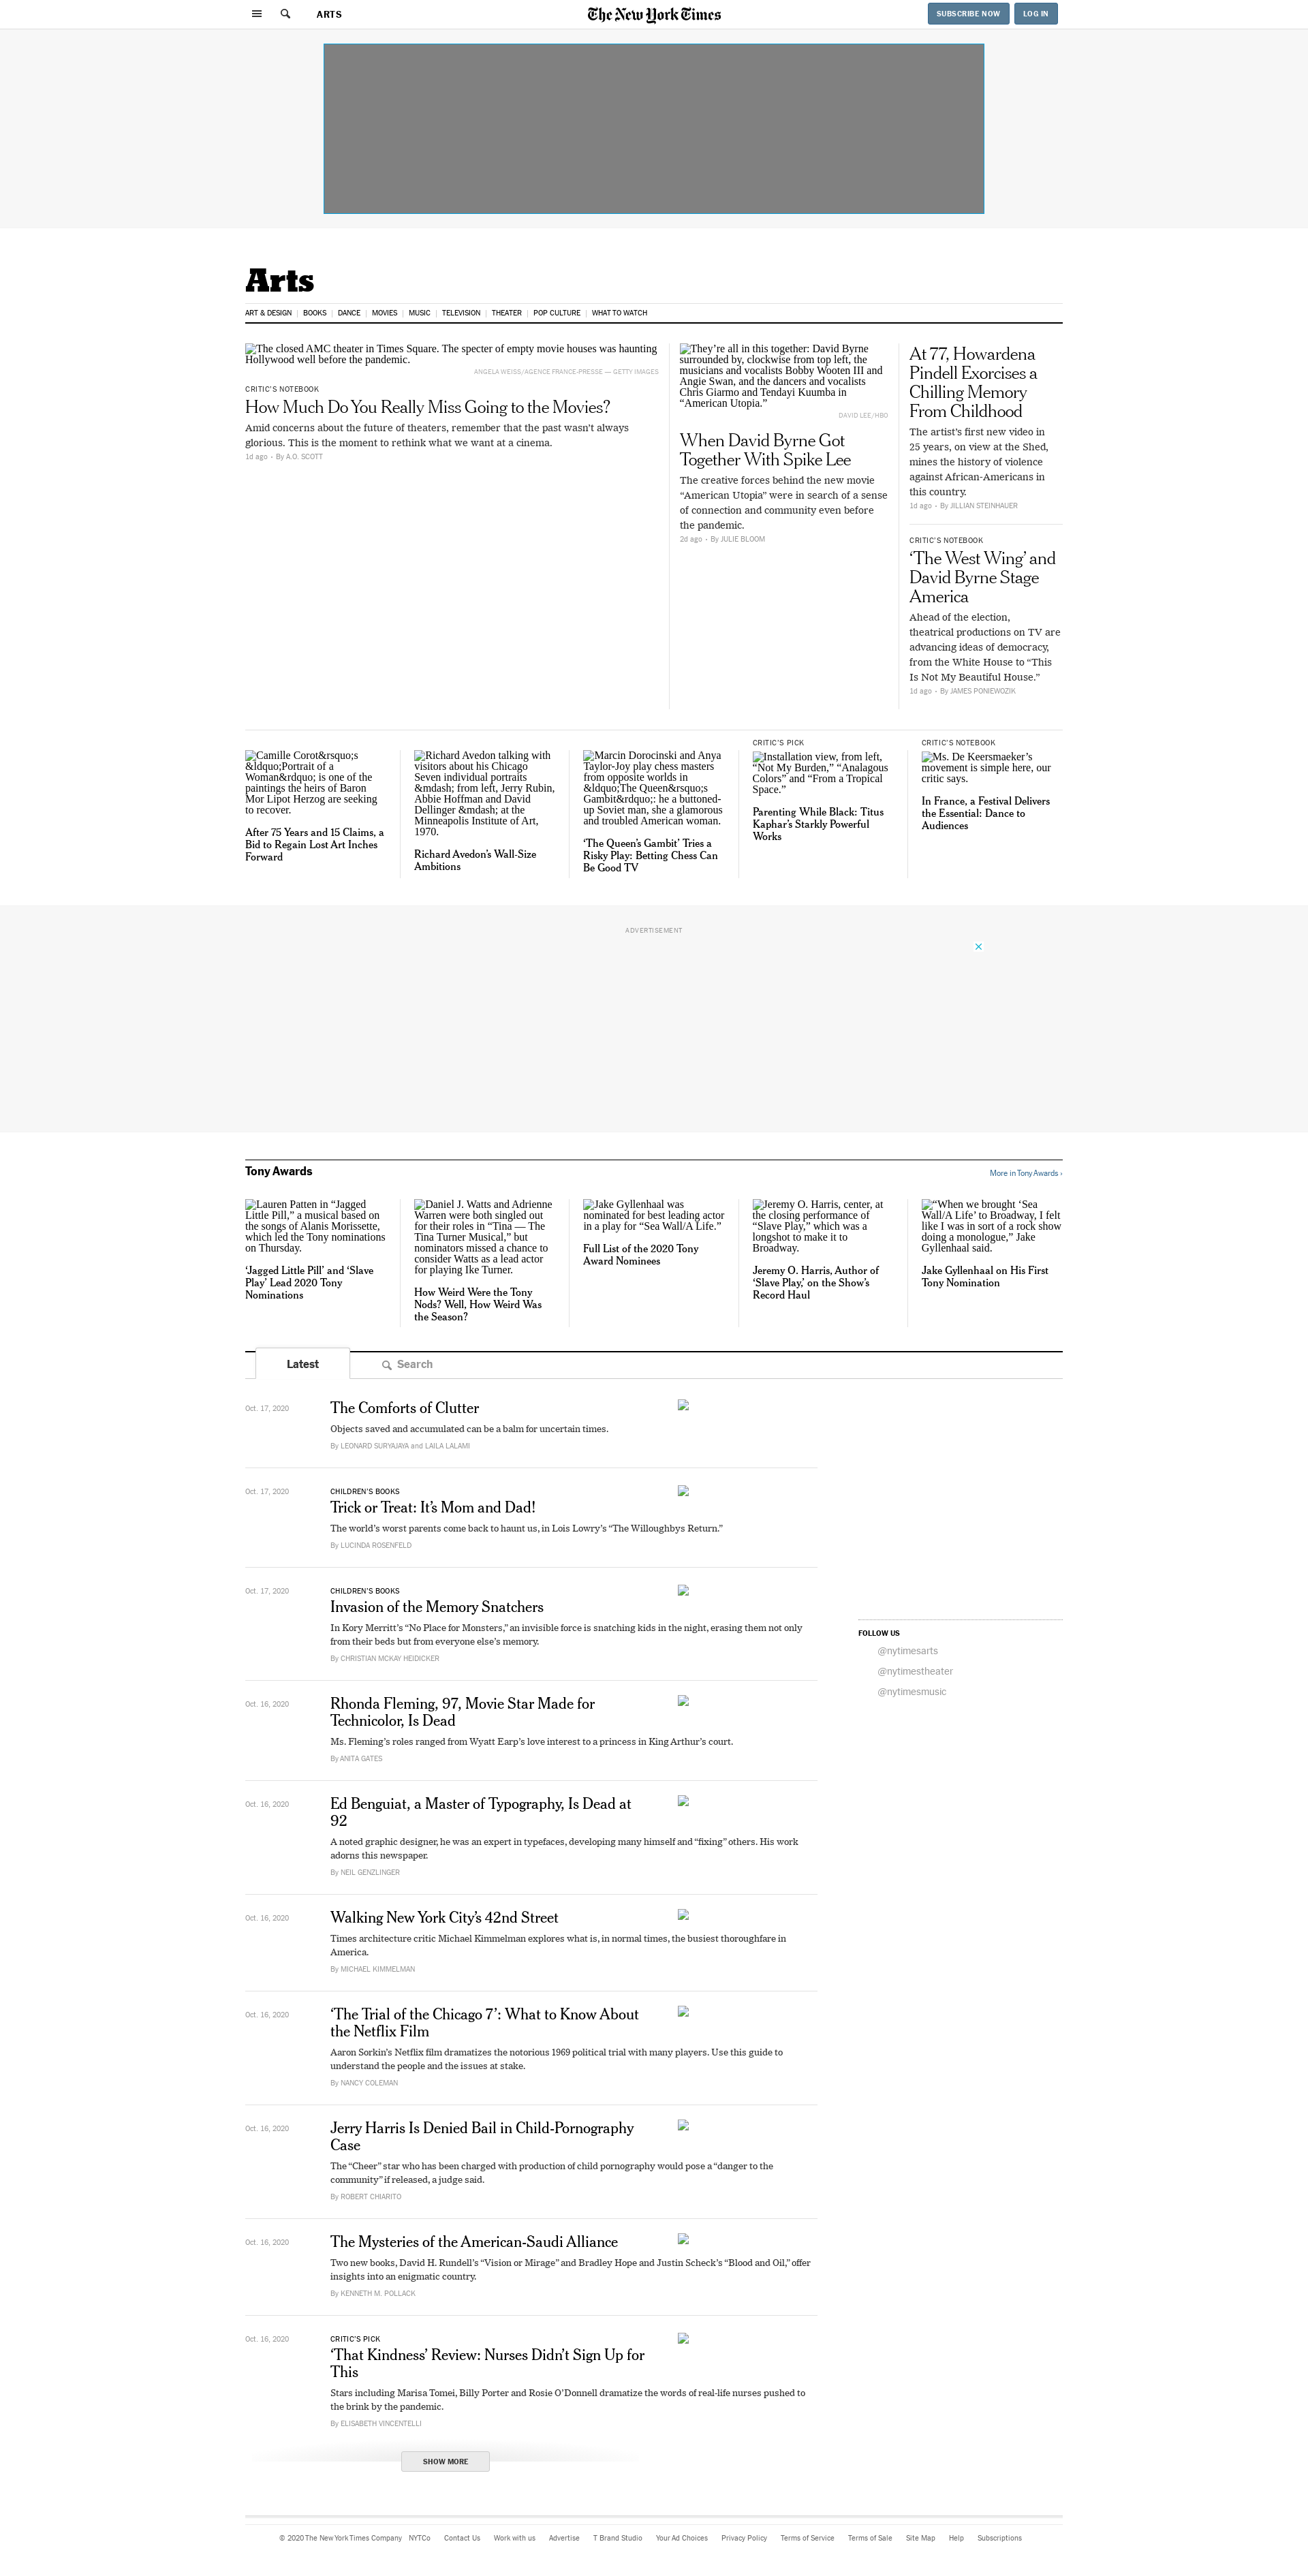 ARTS
The New York Times
SUBSCRIBE NOW
LOG IN
Arts
ART & DESIGN
BOOKS
DANCE
MOVIES
MUSIC
TELEVISION
THEATER
POP CULTURE
WHAT TO WATCH
The closed AMC theater in Times Square. The specter of empty movie houses was haunting
Hollywood well before the pandemic.
ANGELA WEISS/AGENCE FRANCE-PRESSE — GETTY IMAGES
CRITIC'S NOTEBOOK
How Much Do You Really Miss Going to the Movies?
Amid concerns about the future of theaters, remember that the past wasn't always
glorious. This is the moment to rethink what we want at a cinema.
1d ago • By A.O. SCOTT
They're all in this together: David Byrne
surrounded by, clockwise from top left, the
musicians and vocalists Bobby Wooten III and
Angie Swan, and the dancers and vocalists
Chris Giarmo and Tendayi Kuumba in
“American Utopia.”
DAVID LEE/HBO
When David Byrne Got
Together With Spike Lee
The creative forces behind the new movie
“American Utopia” were in search of a sense
of connection and community even before
the pandemic.
2d ago • By JULIE BLOOM
At 77, Howardena
Pindell Exorcises a
Chilling Memory
From Childhood
The artist's first new video in
25 years, on view at the Shed,
mines the history of violence
against African-Americans in
this country.
1d ago • By JILLIAN STEINHAUER
CRITIC'S NOTEBOOK
‘The West Wing’ and
David Byrne Stage
America
Ahead of the election,
theatrical productions on TV are
advancing ideas of democracy,
from the White House to “This
Is Not My Beautiful House.”
1d ago • By JAMES PONIEWOZIK
Camille Corot&rsquo;s
&ldquo;Portrait of a
Woman&rdquo; is one of the
paintings the heirs of Baron
Mor Lipot Herzog are seeking
to recover.
After 75 Years and 15 Claims, a
Bid to Regain Lost Art Inches
Forward
Richard Avedon talking with
visitors about his Chicago
Seven individual portraits
&mdash; from left, Jerry Rubin,
Abbie Hoffman and David
Dellinger &mdash; at the
Minneapolis Institute of Art,
1970.
Richard Avedon’s Wall-Size
Ambitions
Marcin Dorocinski and Anya
Taylor-Joy play chess masters
from opposite worlds in
&ldquo;The Queen&rsquo;s
Gambit&rdquo;: he a buttoned-
up Soviet man, she a glamorous
and troubled American woman.
‘The Queen’s Gambit’ Tries a
Risky Play: Betting Chess Can
Be Good TV
CRITIC'S PICK
Installation view, from left,
“Not My Burden,” “Analagous
Colors” and “From a Tropical
Space.”
Parenting While Black: Titus
Kaphar’s Starkly Powerful
Works
CRITIC'S NOTEBOOK
Ms. De Keersmaeker’s
movement is simple here, our
critic says.
In France, a Festival Delivers
the Essential: Dance to
Audiences
ADVERTISEMENT
Tony Awards
More in Tony Awards ›
Lauren Patten in “Jagged
Little Pill,” a musical based on
the songs of Alanis Morissette,
which led the Tony nominations
on Thursday.
‘Jagged Little Pill’ and ‘Slave
Play’ Lead 2020 Tony
Nominations
Daniel J. Watts and Adrienne
Warren were both singled out
for their roles in “Tina — The
Tina Turner Musical,” but
nominators missed a chance to
consider Watts as a lead actor
for playing Ike Turner.
How Weird Were the Tony
Nods? Well, How Weird Was
the Season?
Jake Gyllenhaal was
nominated for best leading actor
in a play for “Sea Wall/A Life.”
Full List of the 2020 Tony
Award Nominees
Jeremy O. Harris, center, at
the closing performance of
“Slave Play,” which was a
longshot to make it to
Broadway.
Jeremy O. Harris, Author of
‘Slave Play,’ on the Show’s
Record Haul
“When we brought ‘Sea
Wall/A Life’ to Broadway, I felt
like I was in sort of a rock show
doing a monologue,” Jake
Gyllenhaal said.
Jake Gyllenhaal on His First
Tony Nomination
Latest
Search
Oct. 17, 2020
The Comforts of Clutter
Objects saved and accumulated can be a balm for uncertain times.
By LEONARD SURYAJAYA and LAILA LALAMI
Oct. 17, 2020
CHILDREN'S BOOKS
Trick or Treat: It’s Mom and Dad!
The world’s worst parents come back to haunt us, in Lois Lowry’s “The Willoughbys Return.”
By LUCINDA ROSENFELD
Oct. 17, 2020
CHILDREN'S BOOKS
Invasion of the Memory Snatchers
In Kory Merritt’s “No Place for Monsters,” an invisible force is snatching kids in the night, erasing them not only
from their beds but from everyone else’s memory.
By CHRISTIAN MCKAY HEIDICKER
FOLLOW US
@nytimesarts
@nytimestheater
@nytimesmusic
Oct. 16, 2020
Rhonda Fleming, 97, Movie Star Made for
Technicolor, Is Dead
Ms. Fleming’s roles ranged from Wyatt Earp’s love interest to a princess in King Arthur’s court.
By ANITA GATES
Oct. 16, 2020
Ed Benguiat, a Master of Typography, Is Dead at
92
A noted graphic designer, he was an expert in typefaces, developing many himself and “fixing” others. His work
adorns this newspaper.
By NEIL GENZLINGER
Oct. 16, 2020
Walking New York City’s 42nd Street
Times architecture critic Michael Kimmelman explores what is, in normal times, the busiest thoroughfare in
America.
By MICHAEL KIMMELMAN
Oct. 16, 2020
‘The Trial of the Chicago 7’: What to Know About
the Netflix Film
Aaron Sorkin’s Netflix film dramatizes the notorious 1969 political trial with many players. Use this guide to
understand the people and the issues at stake.
By NANCY COLEMAN
Oct. 16, 2020
Jerry Harris Is Denied Bail in Child-Pornography
Case
The “Cheer” star who has been charged with production of child pornography would pose a “danger to the
community” if released, a judge said.
By ROBERT CHIARITO
Oct. 16, 2020
The Mysteries of the American-Saudi Alliance
Two new books, David H. Rundell’s “Vision or Mirage” and Bradley Hope and Justin Scheck’s “Blood and Oil,” offer
insights into an enigmatic country.
By KENNETH M. POLLACK
Oct. 16, 2020
CRITIC'S PICK
‘That Kindness’ Review: Nurses Didn’t Sign Up for
This
Stars including Marisa Tomei, Billy Porter and Rosie O’Donnell dramatize the words of real-life nurses pushed to
the brink by the pandemic.
By ELISABETH VINCENTELLI
SHOW MORE
© 2020 The New York Times Company NYTCo Contact Us Work with us Advertise T Brand Studio Your Ad Choices Privacy Policy Terms of Service Terms of Sale Site Map Help Subscriptions